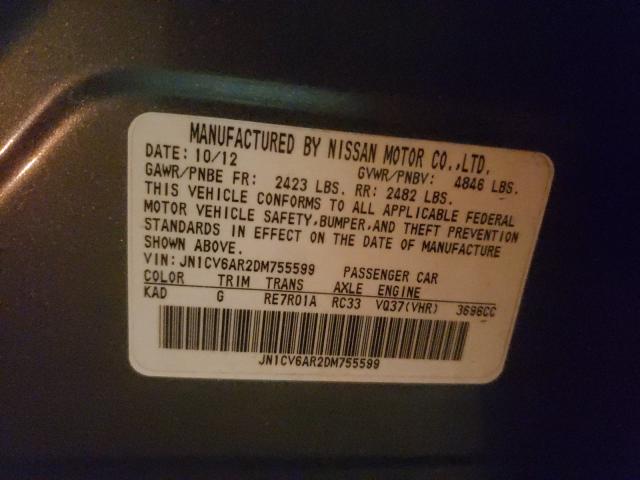 MANUFACTURED BY NISSAN MOTOR CO.,LTD.
DATE: 10/12 GVWR/PNBV: 4846 LBS.
GAWR/PNBE FR: 2423 LBS. RR: 2482 LBS.
THIS VEHICLE CONFORMS TO ALL APPLICABLE FEDERAL
MOTOR VEHICLE SAFETY,BUMPER,AND THEFT PREVENTION
STANDARDS IN EFFECT ON THE DATE OF MANUFACTURE
SHOWN ABOVE.
VIN: JN1CV6AR2DM755599 PASSENGER CAR
COLOR TRIM TRANS AXLE ENGINE
KAD G RE7R01A RC33 VQ37(VHR) 3696CC
JN1CV6AR2DM755599